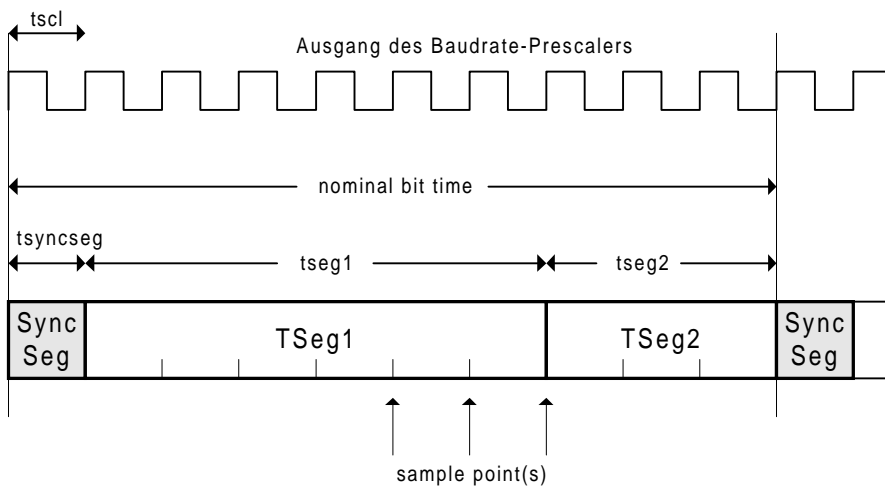 tscl
Ausgang des Baudrate-Prescalers
nominal bit time
tsyncseg
tseg1
tseg2
Sync
Seg
TSeg1
TSeg2
Sync
Seg
sample point(s)